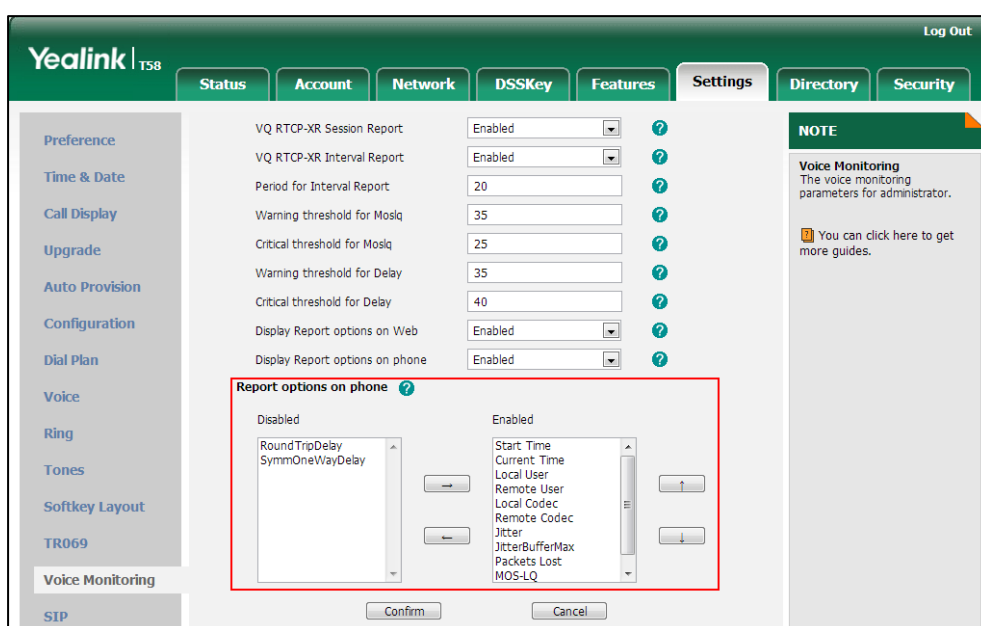 Log Out
Yealink | T58
Status Account Network DSSKey Features Settings Directory Security
Preference
Time & Date
Call Display
Upgrade
Auto Provision
Configuration
Dial Plan
Voice
Ring
Tones
Softkey Layout
TR069
Voice Monitoring
SIP
VQ RTCP-XR Session Report Enabled ?
VQ RTCP-XR Interval Report Enabled ?
Period for Interval Report 20 ?
Warning threshold for Moslq 35 ?
Critical threshold for Moslq 25 ?
Warning threshold for Delay 35 ?
Critical threshold for Delay 40 ?
Display Report options on Web Enabled ?
Display Report options on phone Enabled ?
Report options on phone ?
Disabled
RoundTripDelay
SymmOneWayDelay
→
←
Enabled
Start Time
Current Time
Local User
Remote User
Local Codec
Remote Codec
Jitter
JitterBufferMax
Packets Lost
MOS-LQ
↑
↓
Confirm Cancel
NOTE
Voice Monitoring
The voice monitoring
parameters for administrator.
? You can click here to get
more guides.